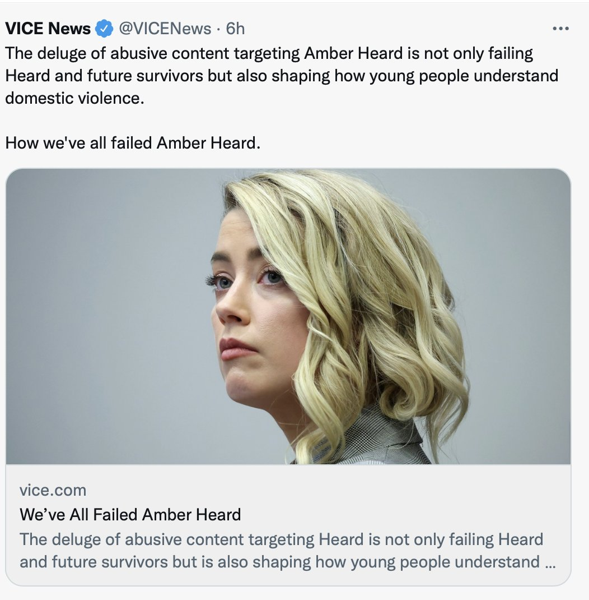 VICE News @VICENews · 6h
The deluge of abusive content targeting Amber Heard is not only failing
Heard and future survivors but also shaping how young people understand
domestic violence.
How we've all failed Amber Heard.
vice.com
We’ve All Failed Amber Heard
The deluge of abusive content targeting Heard is not only failing Heard
and future survivors but is also shaping how young people understand ...